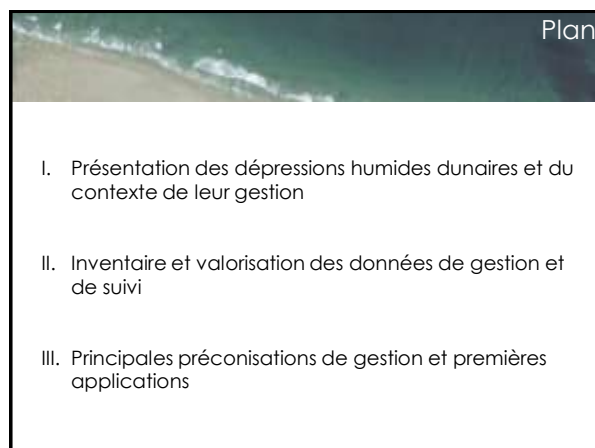 Plan
I. Présentation des dépressions humides dunaires et du
contexte de leur gestion
II. Inventaire et valorisation des données de gestion et
de suivi
III. Principales préconisations de gestion et premières
applications